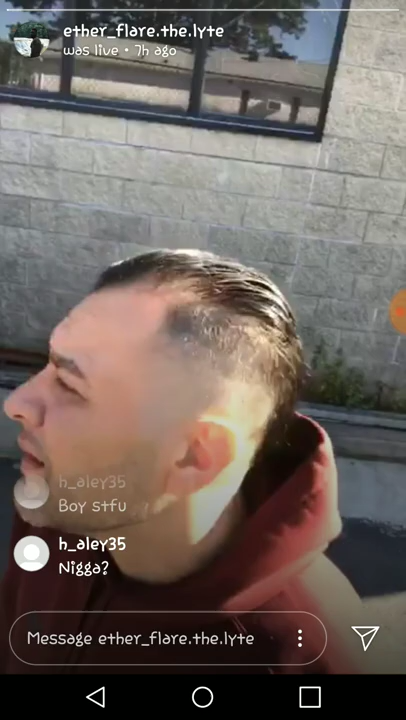 ether_flare.the.lyte
was live • 7h ago
h_aley35
Boy stfu
h_aley35
Nigga?
Message ether_flare.the.lyte